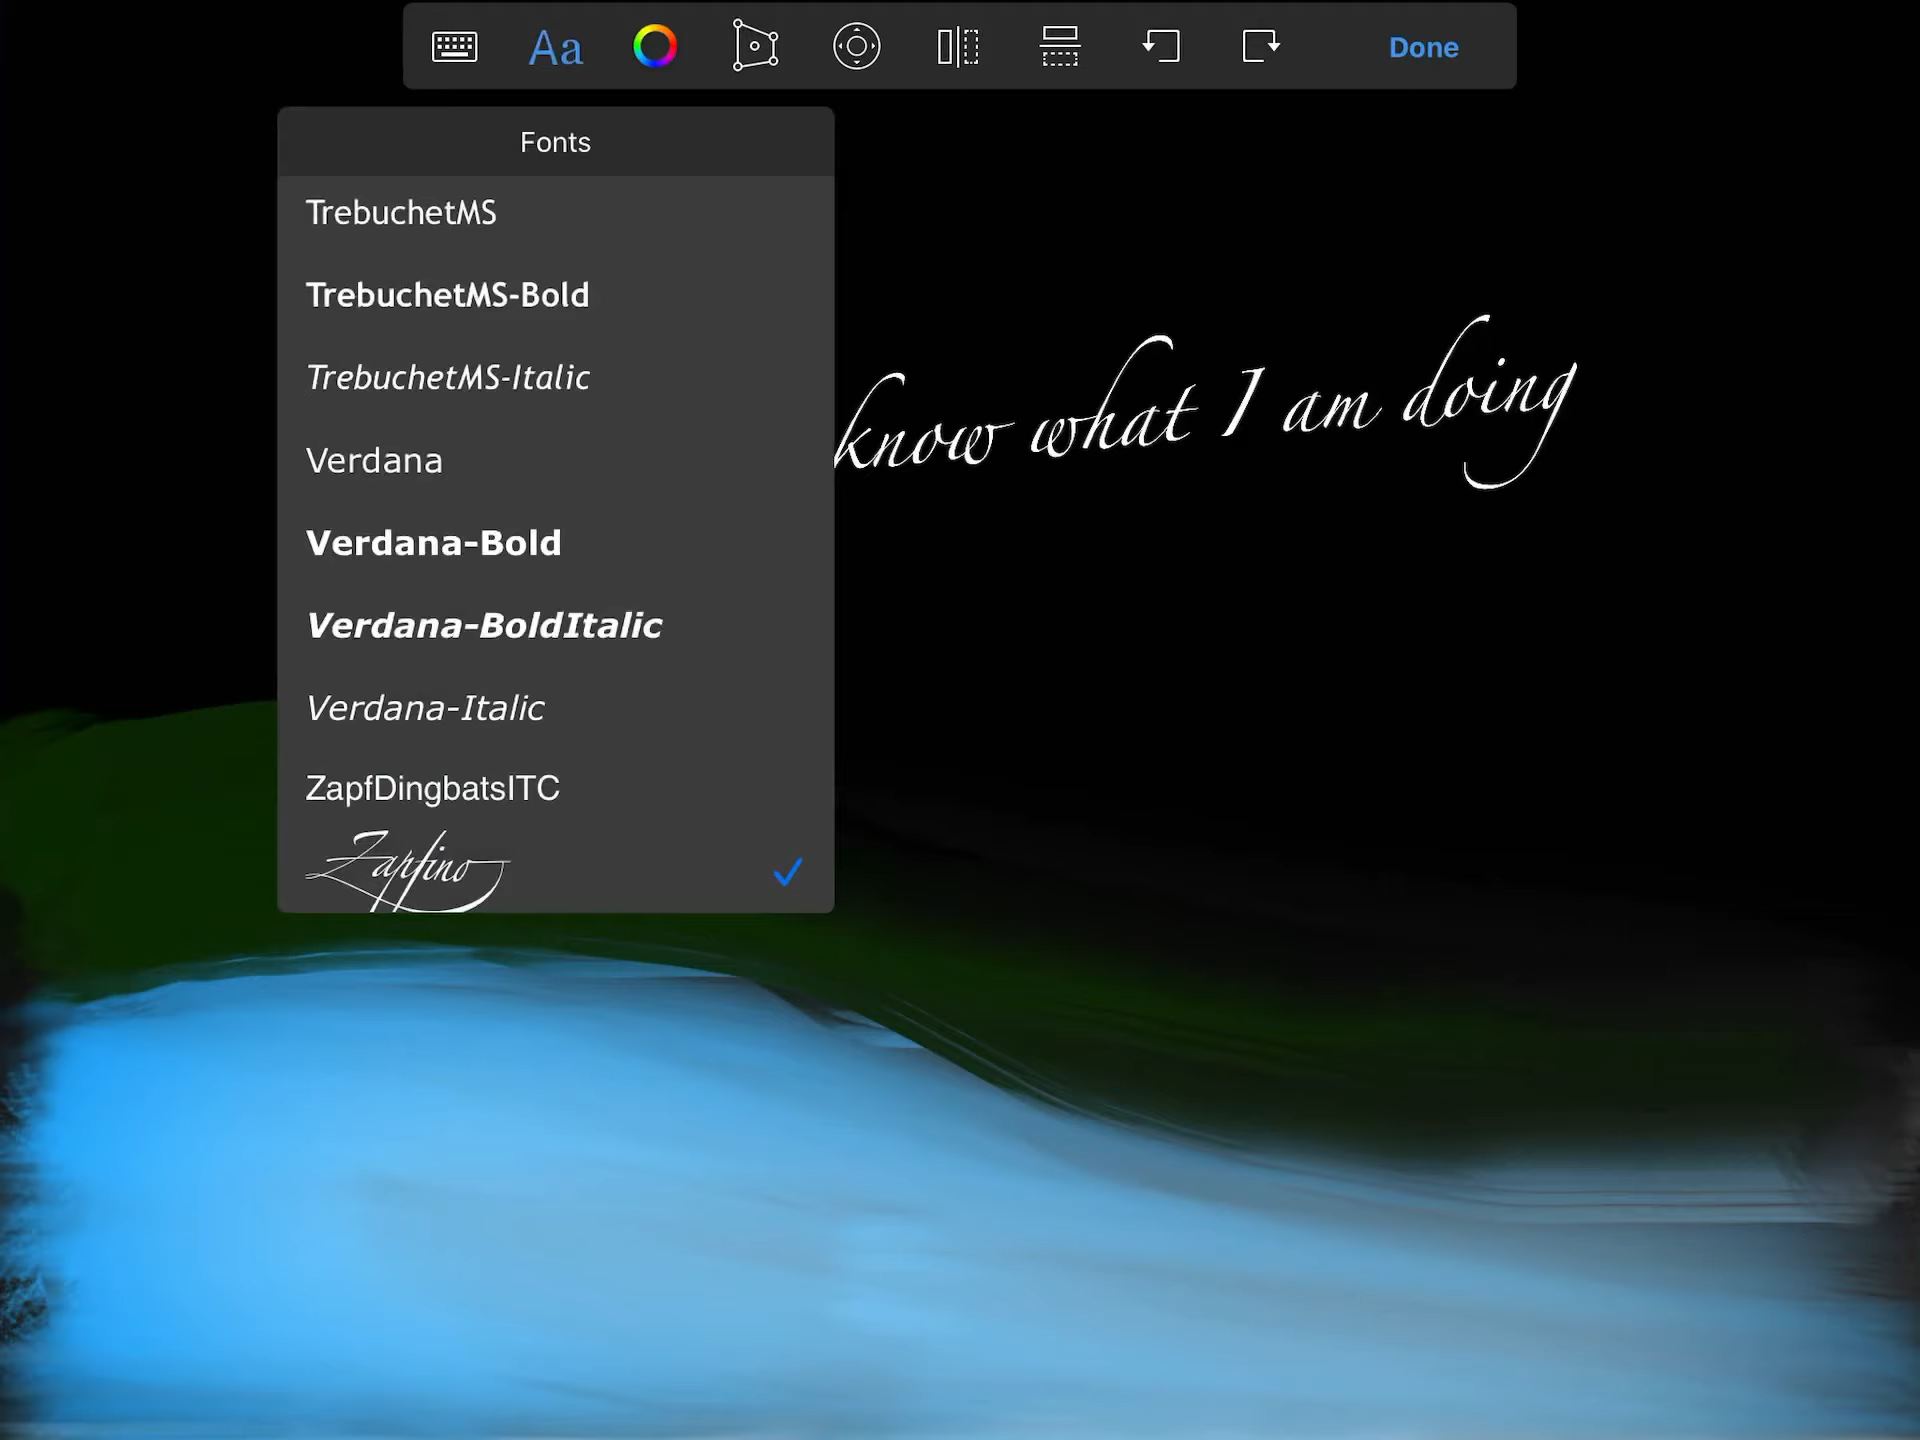 Aa
Done
Fonts
TrebuchetMS
TrebuchetMS-Bold
TrebuchetMS-Italic
Verdana
Verdana-Bold
Verdana-BoldItalic
Verdana-Italic
ZapfDingbatsITC
Zapfino
know what I am doing